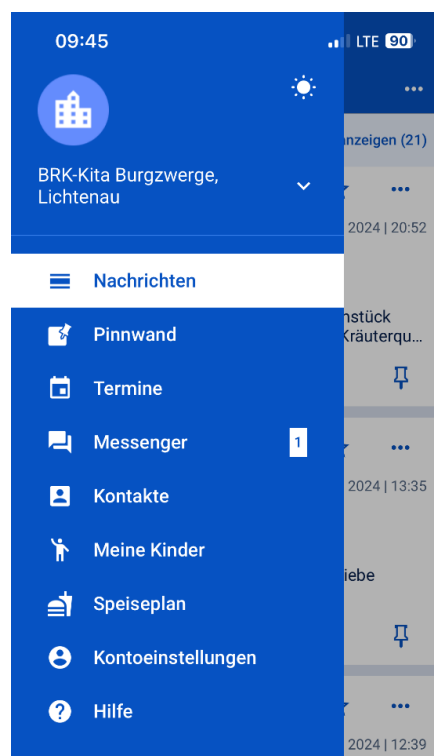 09:45 LTE 90
nzeigen (21)
BRK-Kita Burgzwerge,
Lichtenau
2024 | 20:52
Nachrichten
nstück
Pinnwand
Kräuterqu...
Termine
Messenger 1
2024 | 13:35
Kontakte
Meine Kinder
iebe
Speiseplan
Kontoeinstellungen
Hilfe
2024 | 12:39